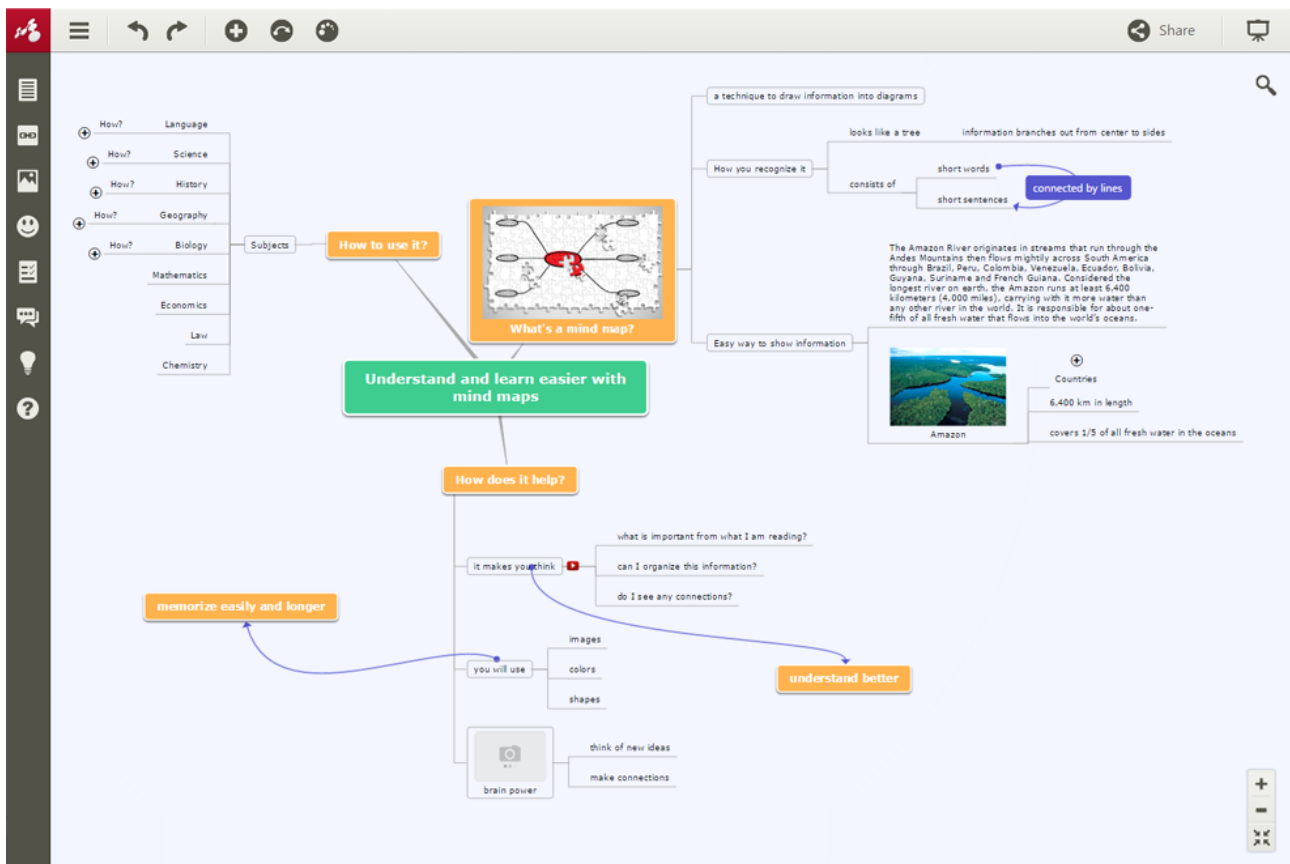 Share
How? Language
How? Science
How? History
How? Geography
How? Biology
Mathematics
Economics
Law
Chemistry
Subjects
How to use it?
What's a mind map?
Understand and learn easier with
mind maps
a technique to draw information into diagrams
How you recognize it
looks like a tree
information branches out from center to sides
consists of
short words
short sentences
connected by lines
Easy way to show information
The Amazon River originates in streams that run through the
Andes Mountains then flows mightily across South America
through Brazil, Peru, Colombia, Venezuela, Ecuador, Bolivia,
Guyana, Suriname and French Guiana. Considered the
longest river on earth, the Amazon runs at least 6,400
kilometers (4,000 miles), carrying with it more water than
any other river in the world. It is responsible for about one-
fifth of all fresh water that flows into the world's oceans.
Amazon
Countries
6,400 km in length
covers 1/5 of all fresh water in the oceans
How does it help?
it makes you think
what is important from what I am reading?
can I organize this information?
do I see any connections?
memorize easily and longer
you will use
images
colors
shapes
understand better
brain power
think of new ideas
make connections